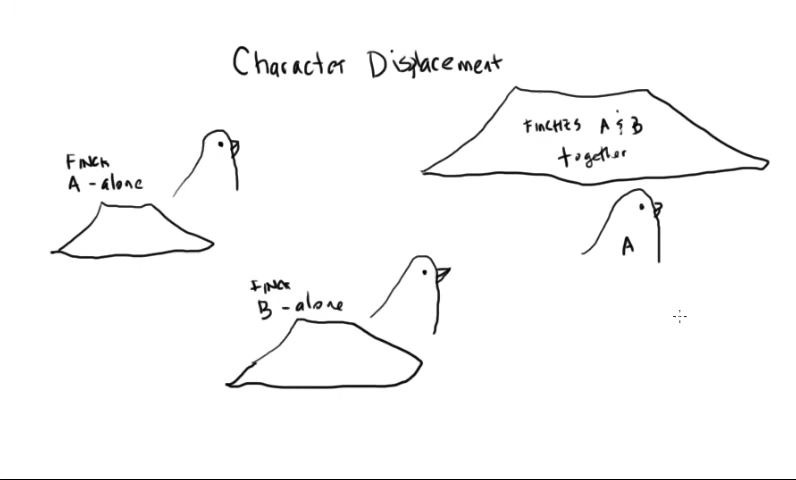 Character Displacement
FINCHES A & B
together
FINCH
A - alone
A
FINCH
B - alone